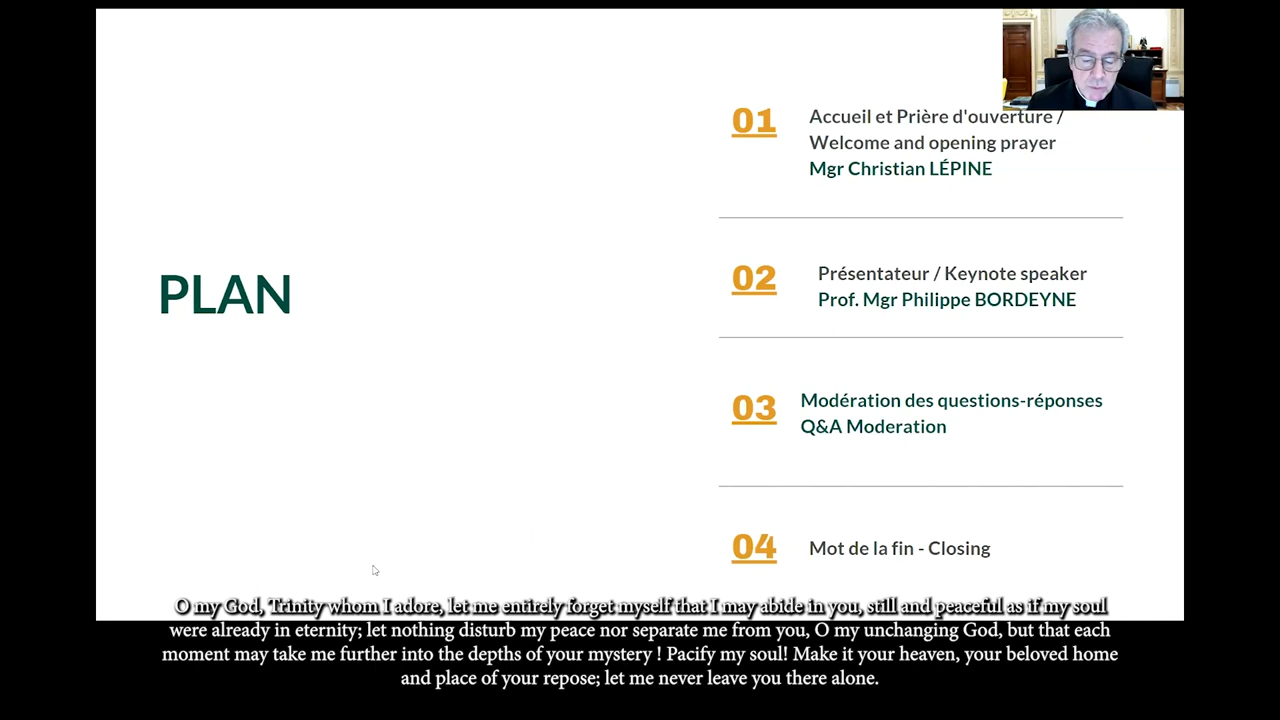 01
Accueil et Prière d'ouverture /
Welcome and opening prayer
Mgr Christian LÉPINE
PLAN
02
Présentateur / Keynote speaker
Prof. Mgr Philippe BORDEYNE
03
Modération des questions-réponses
Q&A Moderation
04
Mot de la fin - Closing
O my God, Trinity whom I adore, let me entirely forget myself that I may abide in you, still and peaceful as if my soul
were already in eternity; let nothing disturb my peace nor separate me from you, O my unchanging God, but that each
moment may take me further into the depths of your mystery ! Pacify my soul! Make it your heaven, your beloved home
and place of your repose; let me never leave you there alone.